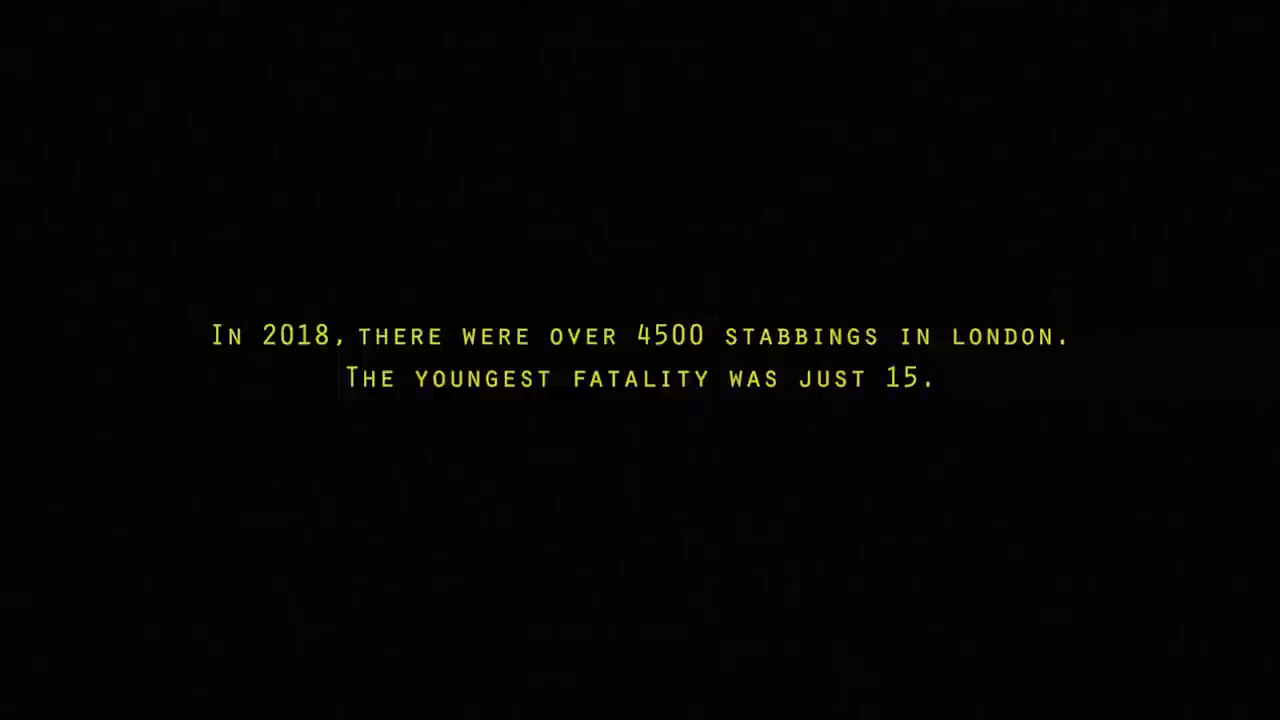 In 2018, there were over 4500 stabbings in london.
The youngest fatality was just 15.